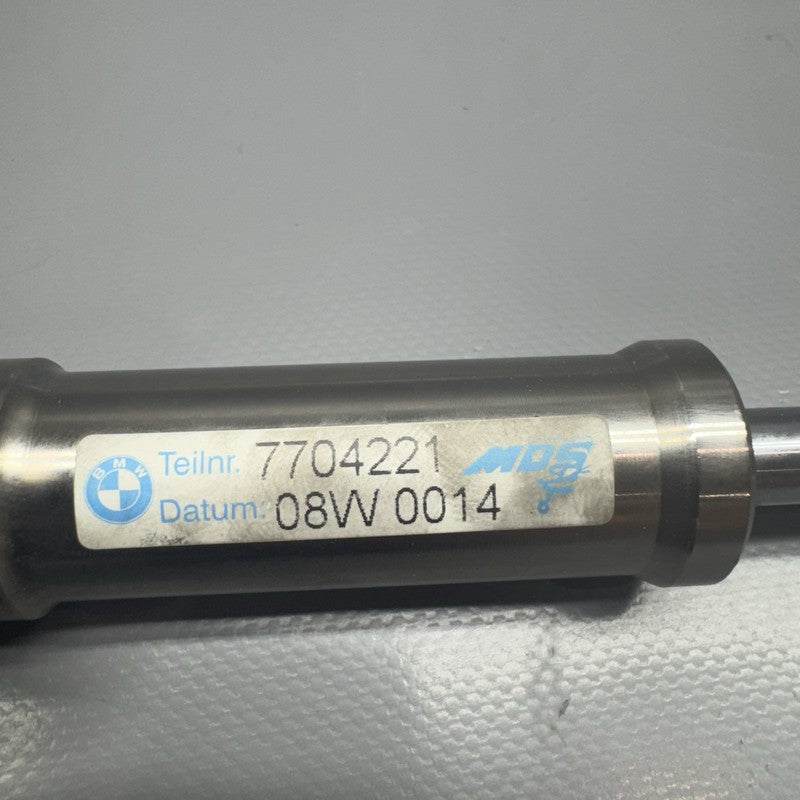 BMW
Teilnr. 7704221 MDS
Datum: 08W 0014